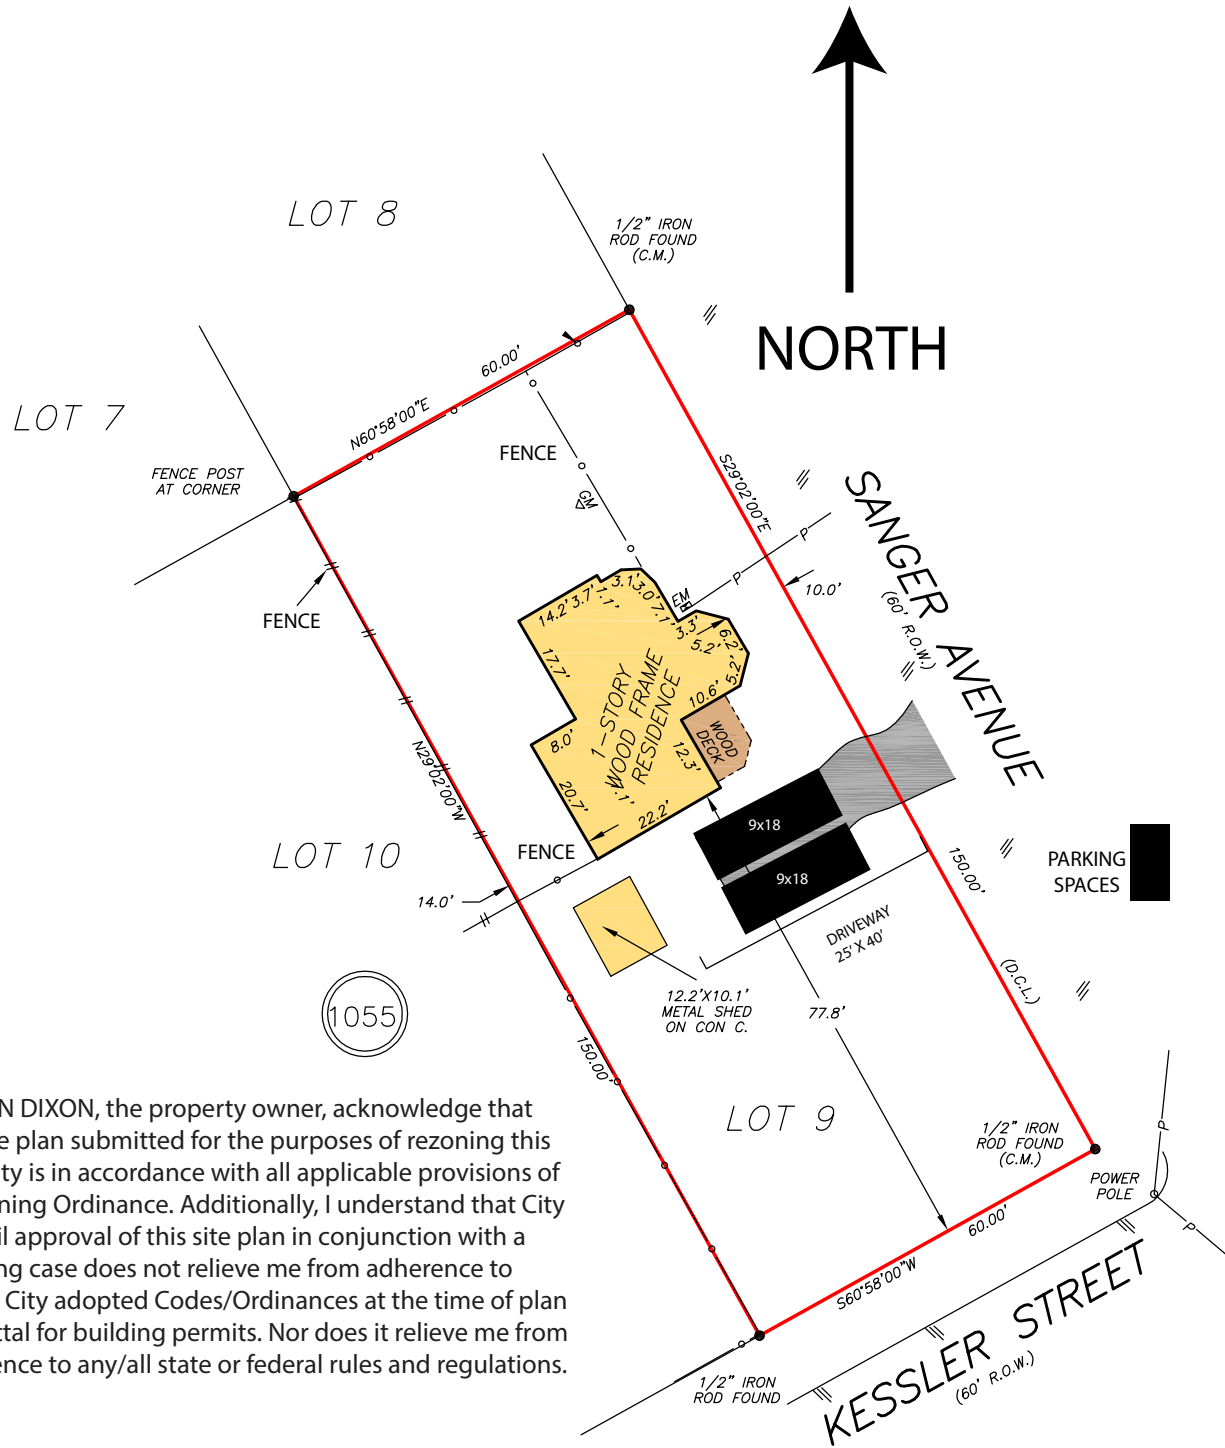 NORTH
LOT 8
1/2" IRON
ROD FOUND
(C.M.)
LOT 7
60.00'
N60°58'00"E
FENCE POST
AT CORNER
FENCE
GM
S29°02'00"E
SANGER AVENUE
(60' R.O.W.)
P
P
10.0'
EM
FENCE
14.2'
3.7'
1.1'
3.1'
3.0'
7.1'
3.3'
5.2'
6.2'
5.2'
10.6'
17.7'
8.0'
1-STORY
WOOD FRAME
RESIDENCE
WOOD
DECK
12.3'
20.7'
22.2'
N29°02'00"W
LOT 10
FENCE
14.0'
9x18
9x18
150.00'
PARKING
SPACES
DRIVEWAY
25' X 40'
(D.C.L.)
12.2'X10.1'
METAL SHED
ON CON C.
77.8'
1055
150.00'
LOT 9
1/2" IRON
ROD FOUND
(C.M.)
POWER
POLE
P
P
60.00'
S60°58'00"W
KESSLER STREET
(60' R.O.W.)
1/2" IRON
ROD FOUND
N DIXON, the property owner, acknowledge that
e plan submitted for the purposes of rezoning this
ty is in accordance with all applicable provisions of
ning Ordinance. Additionally, I understand that City
il approval of this site plan in conjunction with a
ng case does not relieve me from adherence to
City adopted Codes/Ordinances at the time of plan
ttal for building permits. Nor does it relieve me from
ence to any/all state or federal rules and regulations.